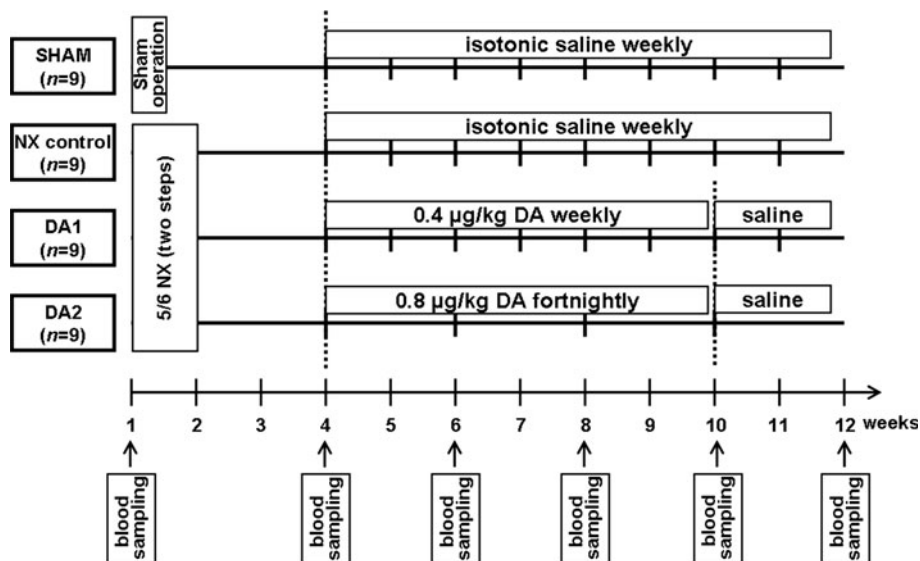 SHAM
(n=9)
Sham
operation
isotonic saline weekly
NX control
(n=9)
isotonic saline weekly
5/6 NX (two steps)
DA1
(n=9)
0.4 µg/kg DA weekly
saline
DA2
(n=9)
0.8 µg/kg DA fortnightly
saline
1 2 3 4 5 6 7 8 9 10 11 12 weeks
blood
sampling
blood
sampling
blood
sampling
blood
sampling
blood
sampling
blood
sampling